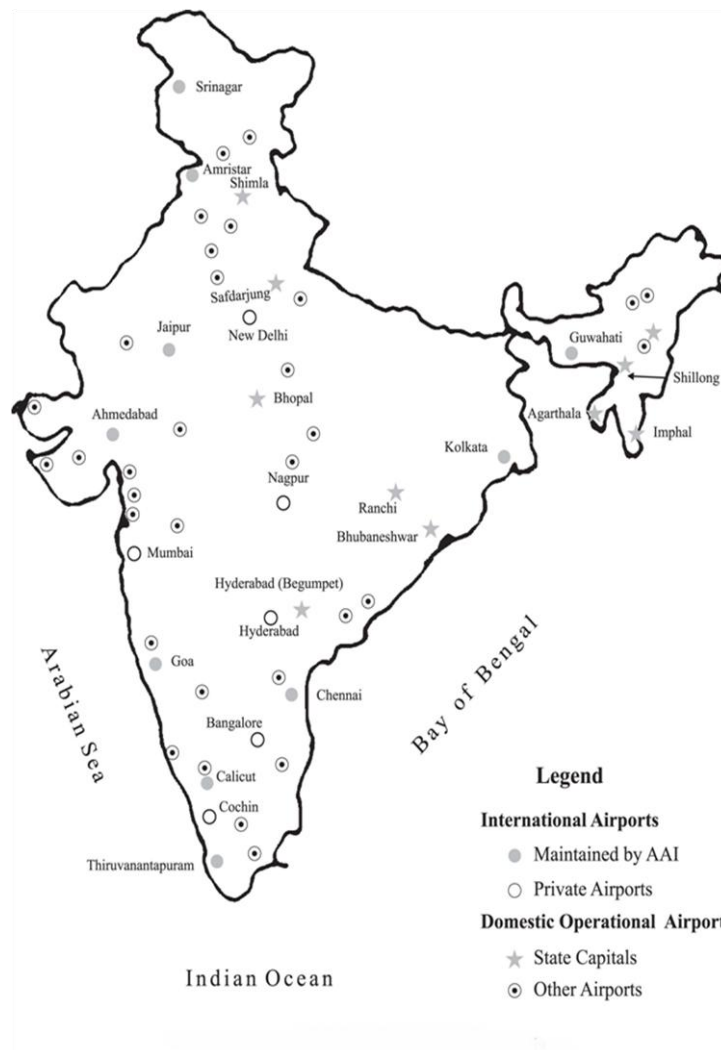 Srinagar
Amristar
Shimla
Safdarjung
New Delhi
Jaipur
Guwahati
Shillong
Bhopal
Ahmedabad
Agarthala
Imphal
Kolkata
Nagpur
Ranchi
Bhubaneshwar
Mumbai
Hyderabad (Begumpet)
Hyderabad
Goa
Chennai
Bangalore
Calicut
Cochin
Thiruvanantapuram
Arabian Sea
Bay of Bengal
Indian Ocean
Legend
International Airports
Maintained by AAI
Private Airports
Domestic Operational Airport
State Capitals
Other Airports